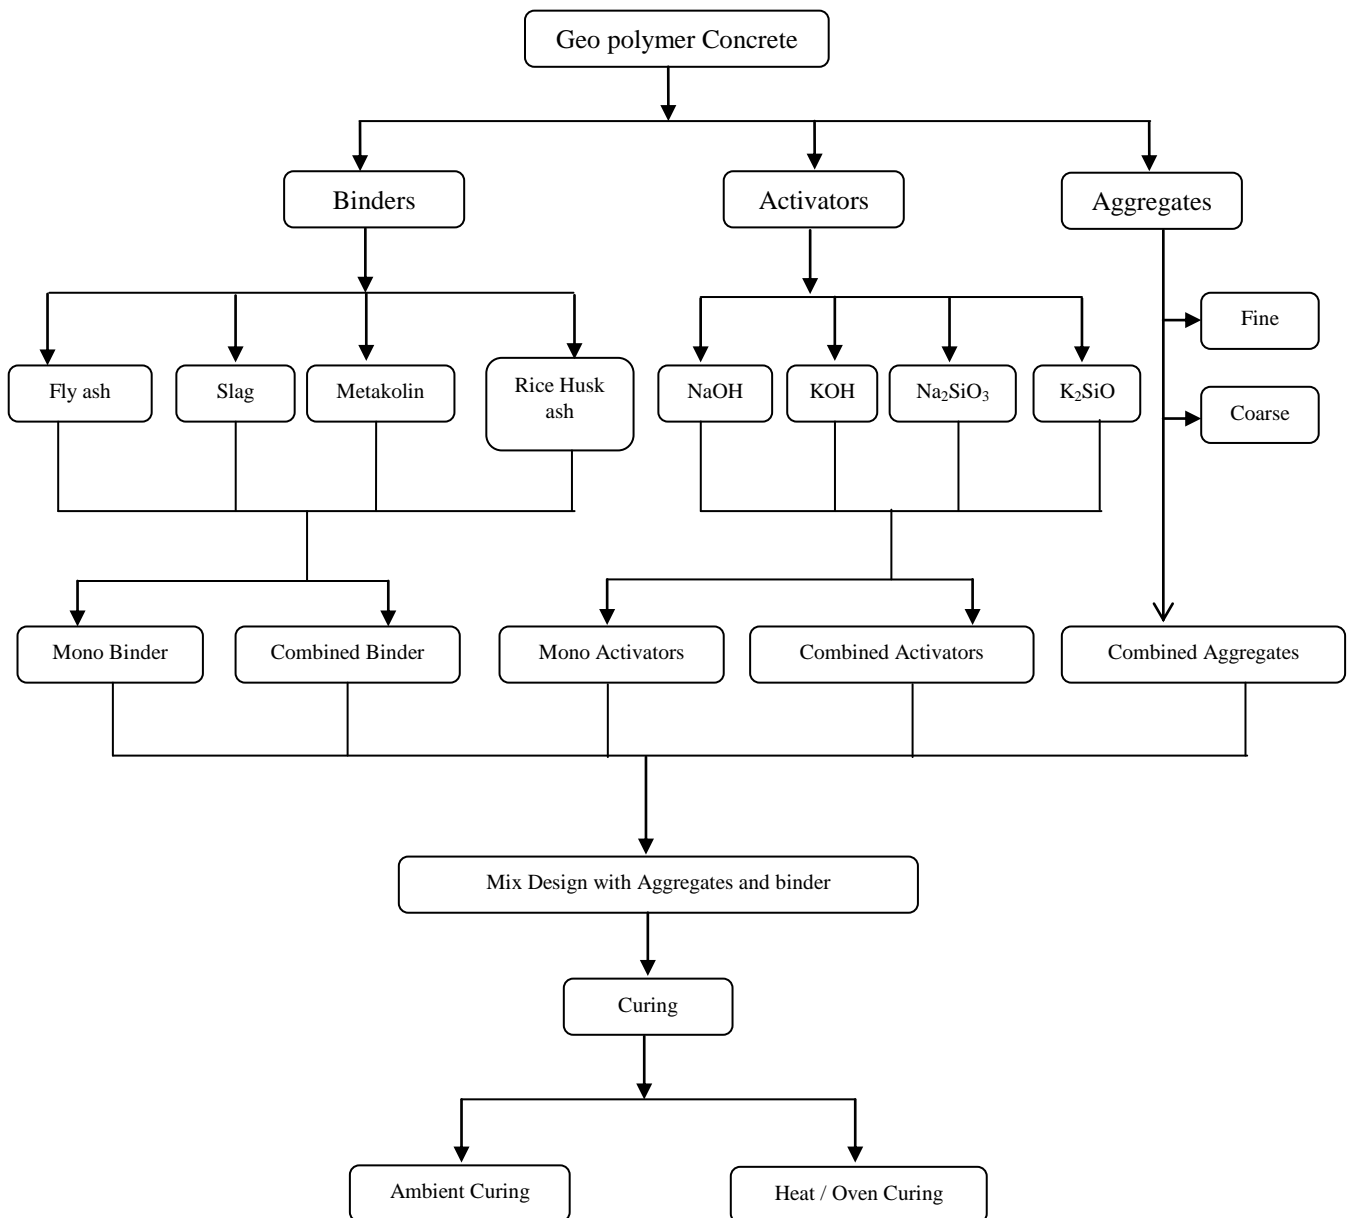 Geo polymer Concrete
Binders
Activators
Aggregates
Fine
Fly ash
Slag
Metakolin
Rice Husk
ash
NaOH
KOH
Na₂SiO₃
K₂SiO
Coarse
Mono Binder
Combined Binder
Mono Activators
Combined Activators
Combined Aggregates
Mix Design with Aggregates and binder
Curing
Ambient Curing
Heat / Oven Curing